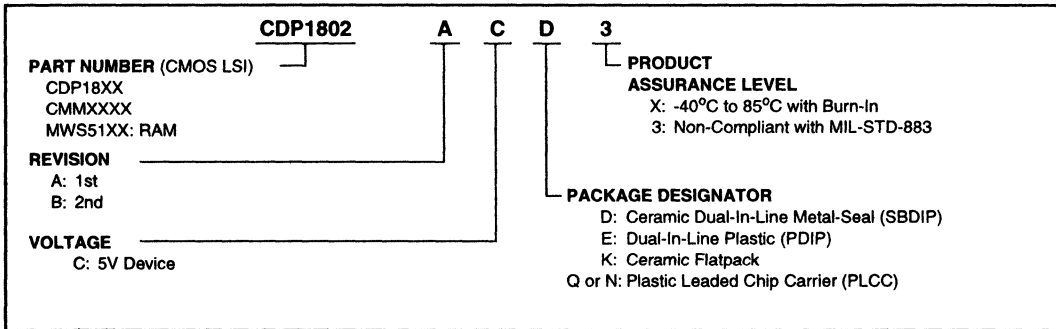 CDP1802 A C D 3
PART NUMBER (CMOS LSI)
CDP18XX
CMMXXXX
MWS51XX: RAM
REVISION
A: 1st
B: 2nd
VOLTAGE
C: 5V Device
PRODUCT
ASSURANCE LEVEL
X: -40°C to 85°C with Burn-In
3: Non-Compliant with MIL-STD-883
PACKAGE DESIGNATOR
D: Ceramic Dual-In-Line Metal-Seal (SBDIP)
E: Dual-In-Line Plastic (PDIP)
K: Ceramic Flatpack
Q or N: Plastic Leaded Chip Carrier (PLCC)